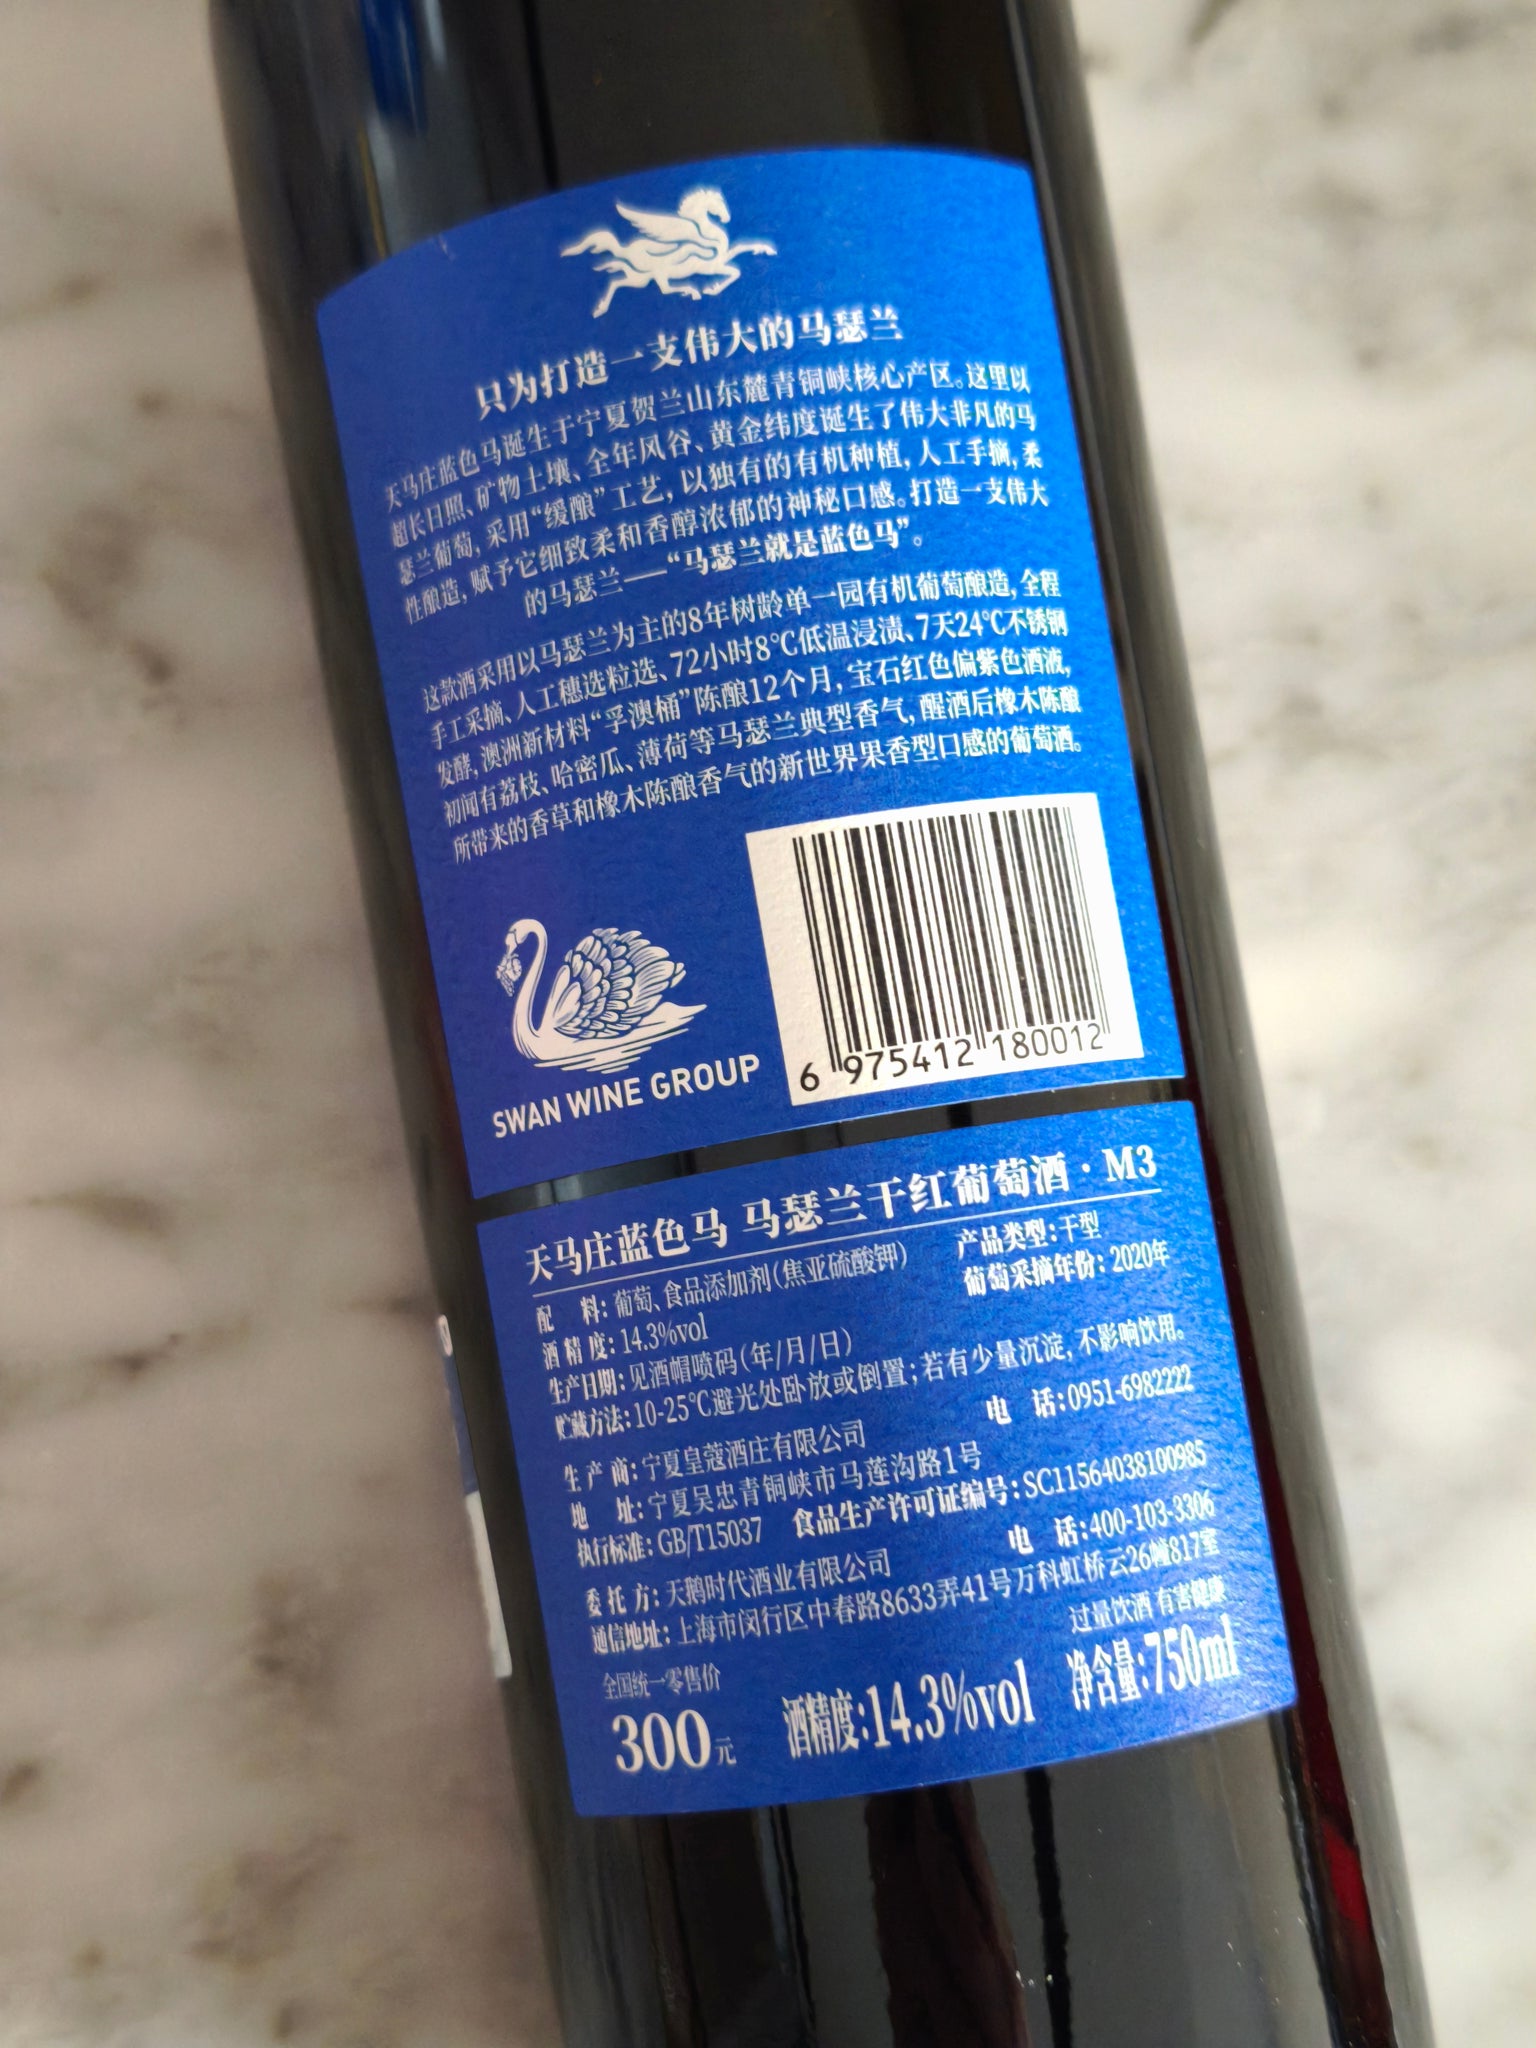 只为打造一支伟大的马瑟兰
天马庄蓝色马诞生于宁夏贺兰山东麓青铜峡核心产区。这里以
超长日照、矿物土壤、全年风谷、黄金纬度诞生了伟大非凡的马
瑟兰葡萄，采用“缓酿”工艺，以独有的有机种植，人工手摘，柔
性酿造，赋予它细致柔和香醇浓郁的神秘口感。打造一支伟大
的马瑟兰——“马瑟兰就是蓝色马”。
这款酒采用以马瑟兰为主的8年树龄单一园有机葡萄酿造，全程
手工采摘、人工穗选粒选、72小时8℃低温浸渍、7天24℃不锈钢
发酵，澳洲新材料“孚澳桶”陈酿12个月，宝石红色偏紫色酒液，
初闻有荔枝、哈密瓜、薄荷等马瑟兰典型香气，醒酒后橡木陈酿
所带来的香草和橡木陈酿香气的新世界果香型口感的葡萄酒。
SWAN WINE GROUP
6 975412 180012
天马庄蓝色马 马瑟兰干红葡萄酒·M3
配 料：葡萄、食品添加剂（焦亚硫酸钾） 产品类型：干型
酒精度：14.3%vol 葡萄采摘年份：2020年
生产日期：见酒帽喷码（年/月/日）
贮藏方法：10-25℃避光处卧放或倒置；若有少量沉淀，不影响饮用。
生产商：宁夏皇蔻酒庄有限公司 电 话：0951-6982222
地 址：宁夏吴忠青铜峡市马莲沟路1号
执行标准：GB/T15037 食品生产许可证编号：SC11564038100985
委托方：天鹅时代酒业有限公司 电 话：400-103-3306
通信地址：上海市闵行区申春路8633弄41号万科虹桥云26幢817室
过量饮酒 有害健康
全国统一零售价
300元 酒精度：14.3%vol 净含量：750ml